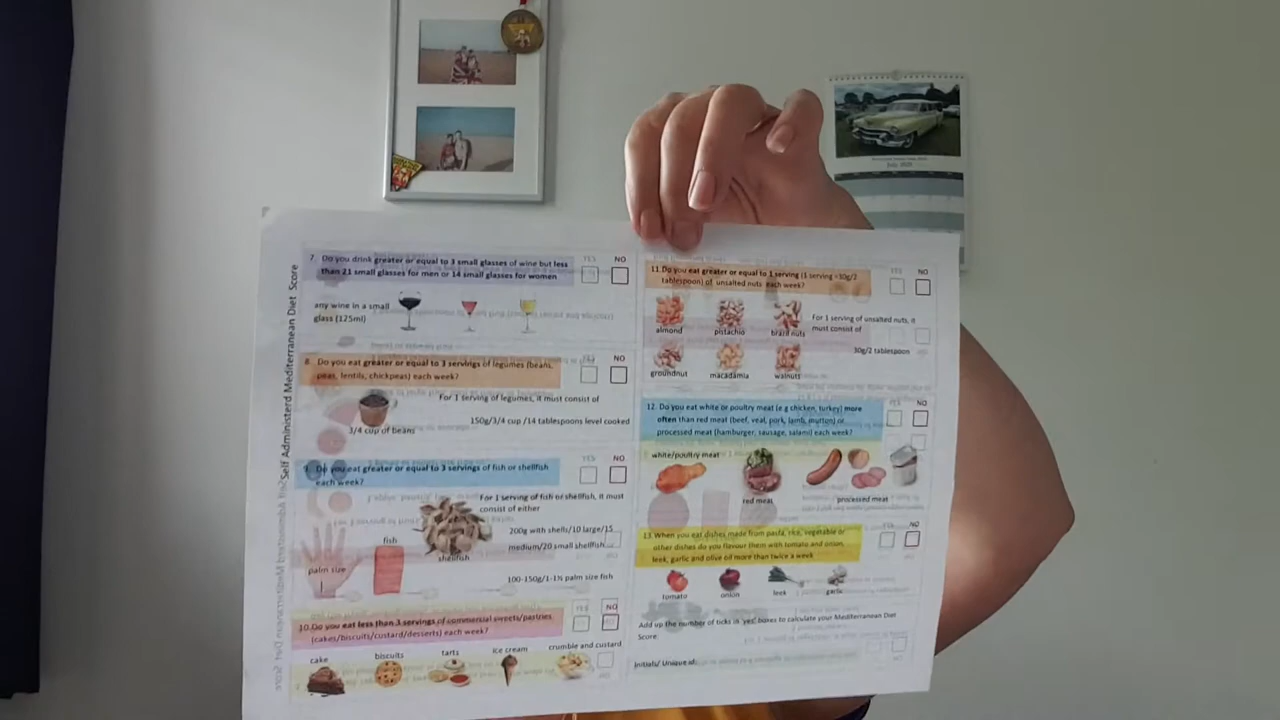 Self Administerd Mediterranean Diet Score
7. Do you drink greater or equal to 3 small glasses of wine but less
than 21 small glasses for men or 14 small glasses for women
YES NO
any wine in a small
glass (125ml)
8. Do you eat greater or equal to 3 servings of legumes (beans,
peas, lentils, chickpeas) each week?
YES NO
For 1 serving of legumes, it must consist of
150g/3/4 cup /14 tablespoons level cooked
3/4 cup of beans
9. Do you eat greater or equal to 3 servings of fish or shellfish
each week?
YES NO
For 1 serving of fish or shellfish, it must
consist of either
200g with shells/10 large/15
medium/20 small shellfish
fish
shellfish
palm size
100-150g/1-1½ palm size fish
10. Do you eat less than 3 servings of commercial sweets/pastries
(cakes/biscuits/custard/desserts) each week?
YES NO
cake biscuits tarts ice cream crumble and custard
11. Do you eat greater or equal to 1 serving (1 serving =30g/2
tablespoon) of unsalted nuts each week?
YES NO
almond pistachio brazil nuts
For 1 serving of unsalted nuts, it
must consist of
30g/2 tablespoon
groundnut macadamia walnutt
12. Do you eat white or poultry meat (e.g chicken, turkey) more
often than red meat (beef, veal, pork, lamb, mutton) or
processed meat (hamburger, sausage, salami) each week?
YES NO
white/poultry meat
red meat
processed meat
13. When you eat dishes made from pasta, rice, vegetable or
other dishes do you flavour them with tomato and onion,
leek, garlic and olive oil more than twice a week
YES NO
tomato onion leek garlic
Add up the number of ticks in 'yes' boxes to calculate your Mediterranean Diet
Score
Initials/ Unique id: